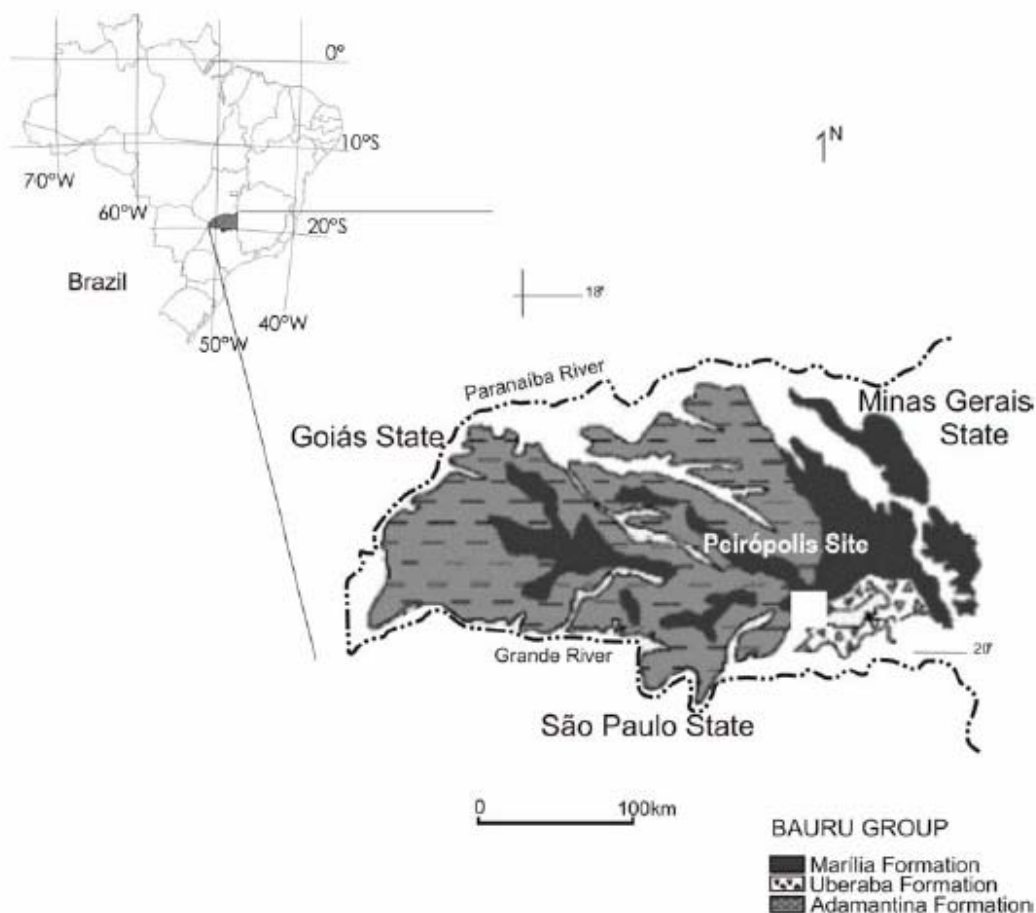 0°
10°S
70°W
60°W
20°S
Brazil
40°W
50°W
N
18'
Paranaíba River
Minas Gerais
State
Goiás State
Peirópolis Site
Grande River
20'
São Paulo State
0 100km
BAURU GROUP
Marília Formation
Uberaba Formation
Adamantina Formation